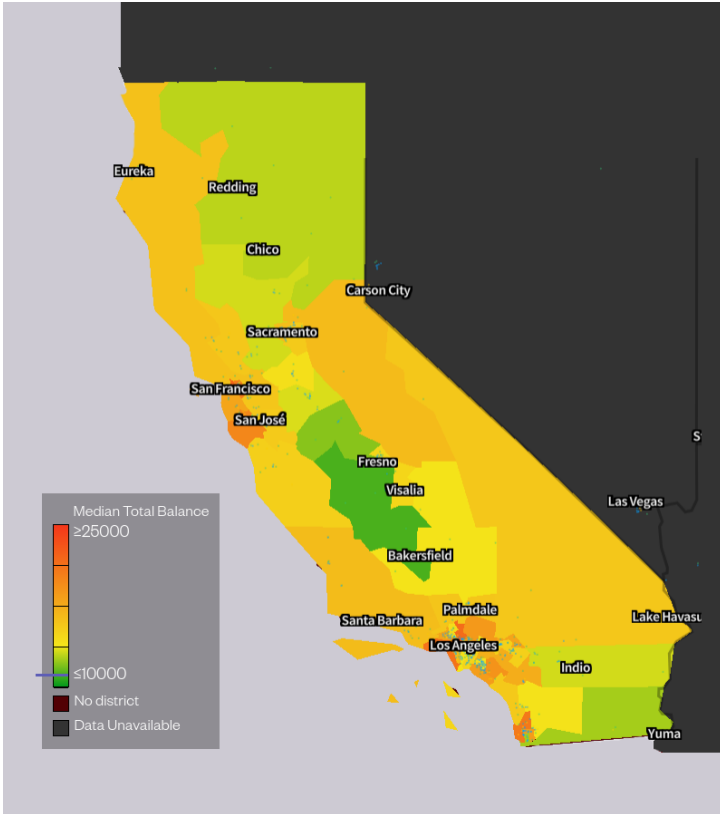 Eureka
Redding
Chico
Carson City
Sacramento
San Francisco
San José
S
Fresno
Visalia
Las Vegas
Median Total Balance
≥25000
≤10000
No district
Data Unavailable
Bakersfield
Palmdale
Santa Barbara
Lake Havasu
Los Angeles
Indio
Yuma